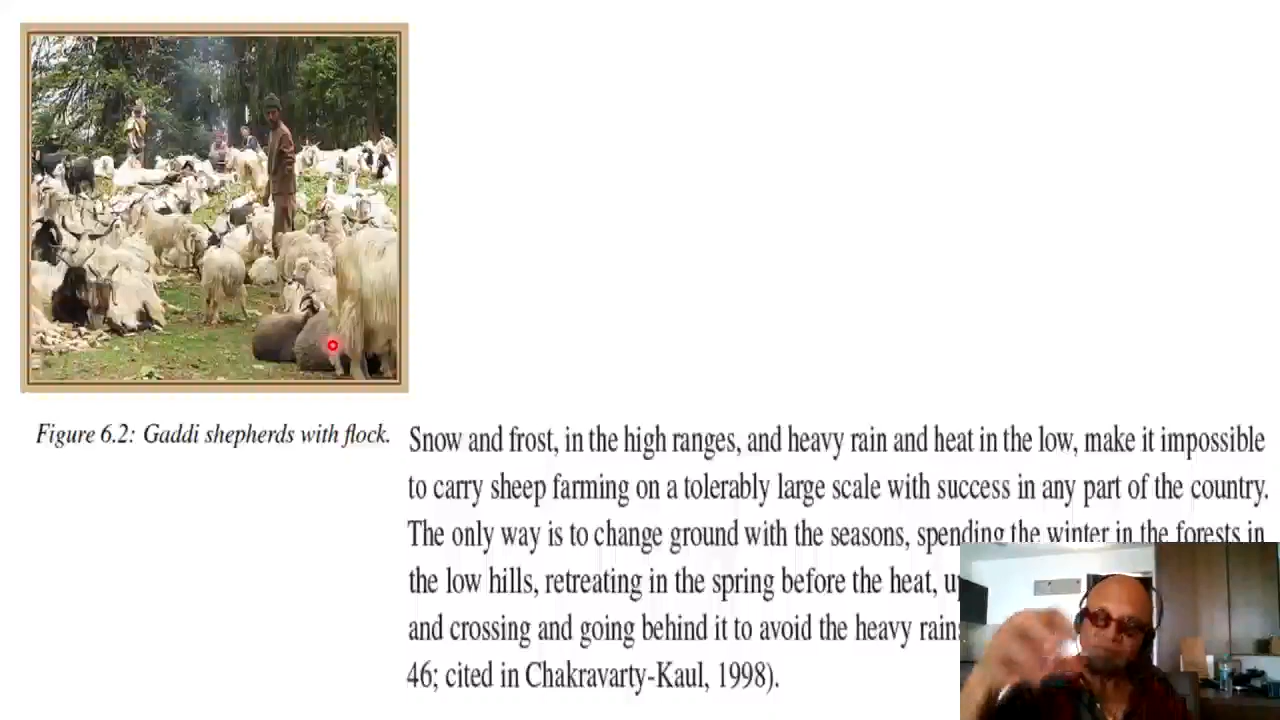 Figure 6.2: Gaddi shepherds with flock.
Snow and frost, in the high ranges, and heavy rain and heat in the low, make it impossible
to carry sheep farming on a tolerably large scale with success in any part of the country.
The only way is to change ground with the seasons, spending the winter in the forests in
the low hills, retreating in the spring before the heat,
and crossing and going behind it to avoid the heavy
46; cited in Chakravarty-Kaul, 1998).